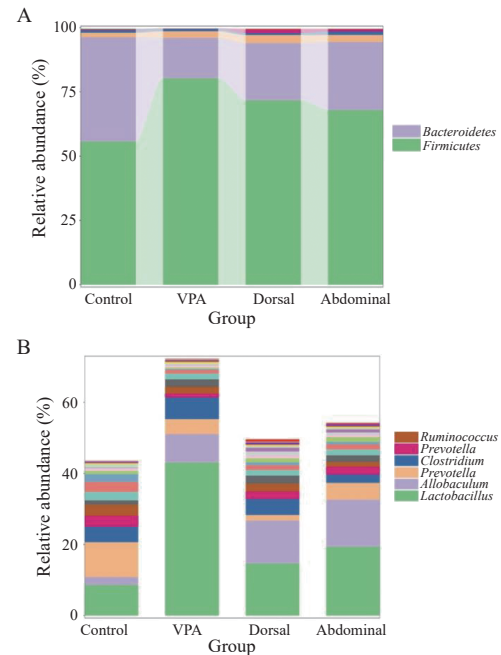 A
Relative abundance (%)
100
75
50
25
0
Control VPA Dorsal Abdominal
Group
Bacteroidetes
Firmicutes
B
Relative abundance (%)
60
40
20
0
Control VPA Dorsal Abdominal
Group
Ruminococcus
Prevotella
Clostridium
Prevotella
Allobaculum
Lactobacillus